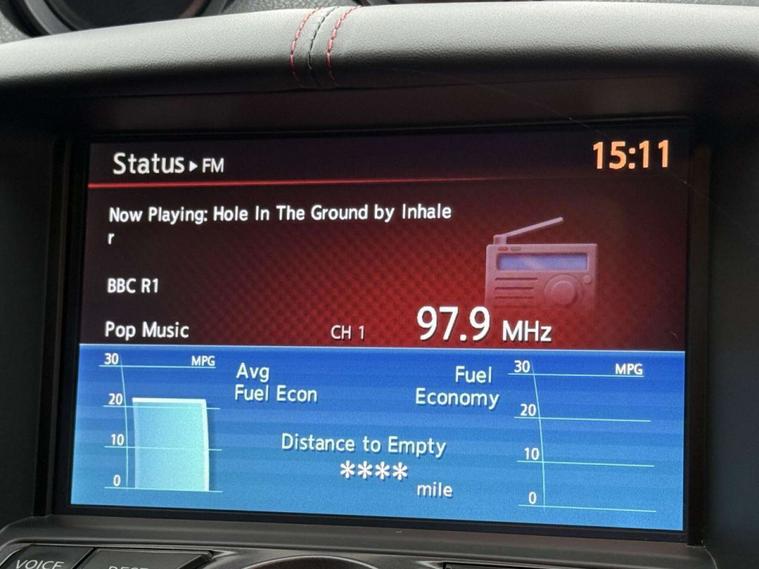 Status▸FM
15:11
Now Playing: Hole In The Ground by Inhale
r
BBC R1
Pop Music
CH 1
97.9 MHz
30
MPG
20
10
0
Avg
Fuel Econ
Fuel
Economy
30
MPG
20
10
0
Distance to Empty
****
mile
VOICE